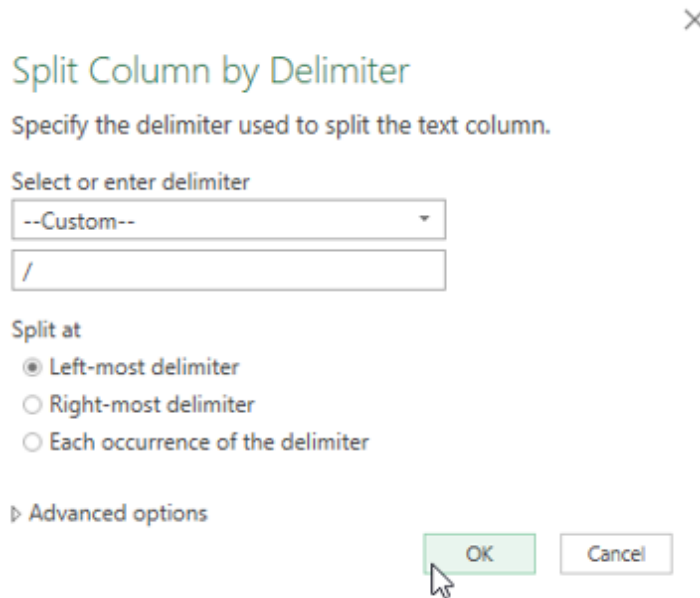 Split Column by Delimiter
Specify the delimiter used to split the text column.
Select or enter delimiter
--Custom--
/
Split at
Left-most delimiter
Right-most delimiter
Each occurrence of the delimiter
Advanced options
OK Cancel